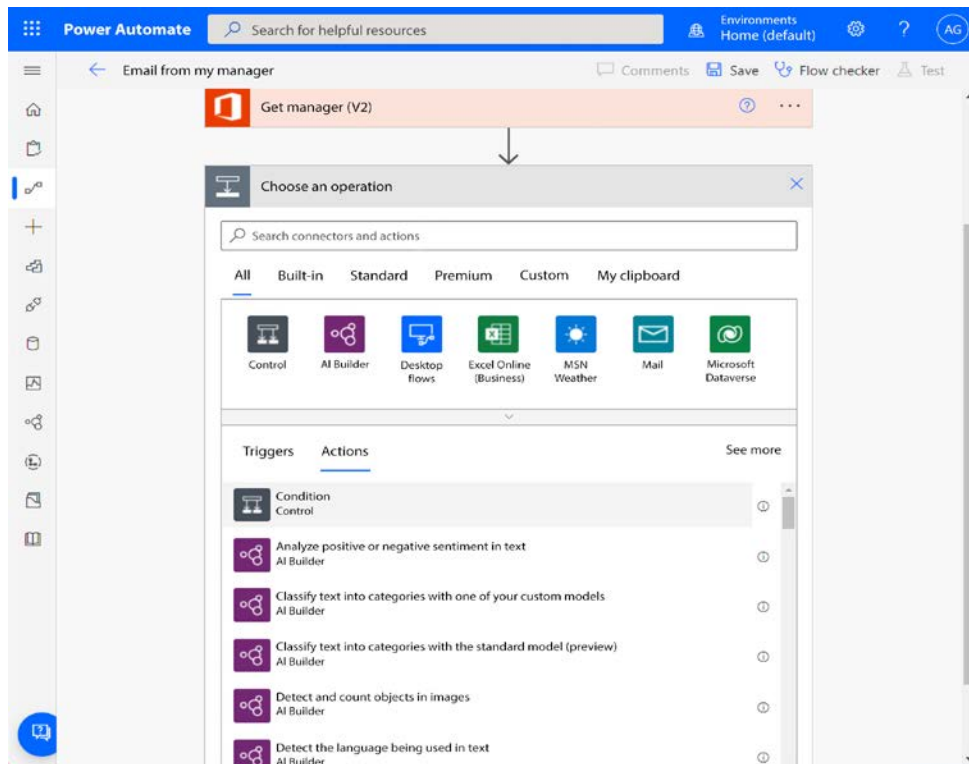 Power Automate
Search for helpful resources
Environments
Home (default)
?
AG
Email from my manager
Comments
Save
Flow checker
Test
Get manager (V2)
Choose an operation
Search connectors and actions
All Built-in Standard Premium Custom My clipboard
Control
AI Builder
Desktop
flows
Excel Online
(Business)
MSN
Weather
Mail
Microsoft
Dataverse
Triggers Actions See more
Condition
Control
Analyze positive or negative sentiment in text
AI Builder
Classify text into categories with one of your custom models
AI Builder
Classify text into categories with the standard model (preview)
AI Builder
Detect and count objects in images
AI Builder
Detect the language being used in text
AI Builder